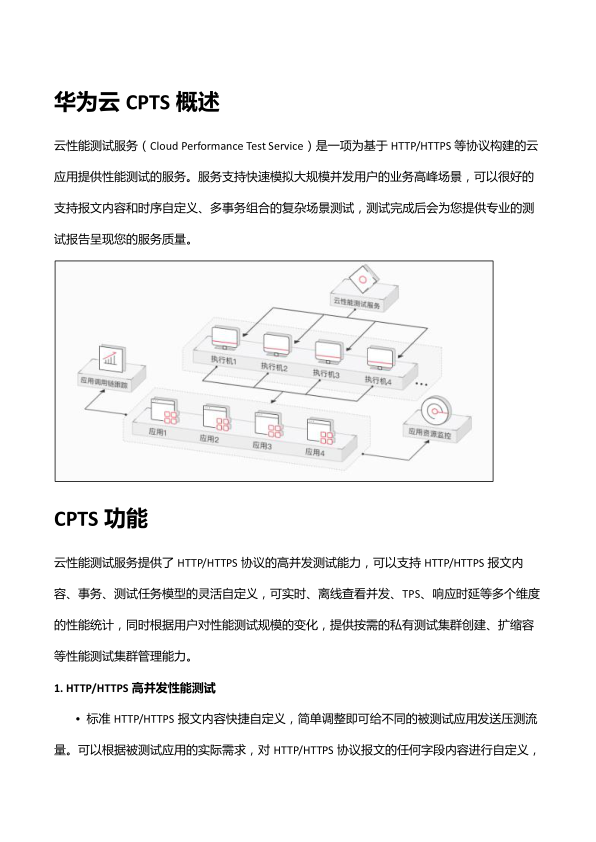 华为云 CPTS 概述
云性能测试服务（Cloud Performance Test Service）是一项为基于 HTTP/HTTPS 等协议构建的云
应用提供性能测试的服务。服务支持快速模拟大规模并发用户的业务高峰场景，可以很好的
支持报文内容和时序自定义、多事务组合的复杂场景测试，测试完成后会为您提供专业的测
试报告呈现您的服务质量。
云性能测试服务
执行机1
执行机2
执行机3
执行机4
应用调用链跟踪
应用1
应用2
应用3
应用4
应用资源监控
CPTS 功能
云性能测试服务提供了 HTTP/HTTPS 协议的高并发测试能力，可以支持 HTTP/HTTPS 报文内
容、事务、测试任务模型的灵活自定义，可实时、离线查看并发、TPS、响应时延等多个维度
的性能统计，同时根据用户对性能测试规模的变化，提供按需的私有测试集群创建、扩缩容
等性能测试集群管理能力。
1. HTTP/HTTPS 高并发性能测试
• 标准 HTTP/HTTPS 报文内容快捷自定义，简单调整即可给不同的被测试应用发送压测流
量。可以根据被测试应用的实际需求，对 HTTP/HTTPS 协议报文的任何字段内容进行自定义，